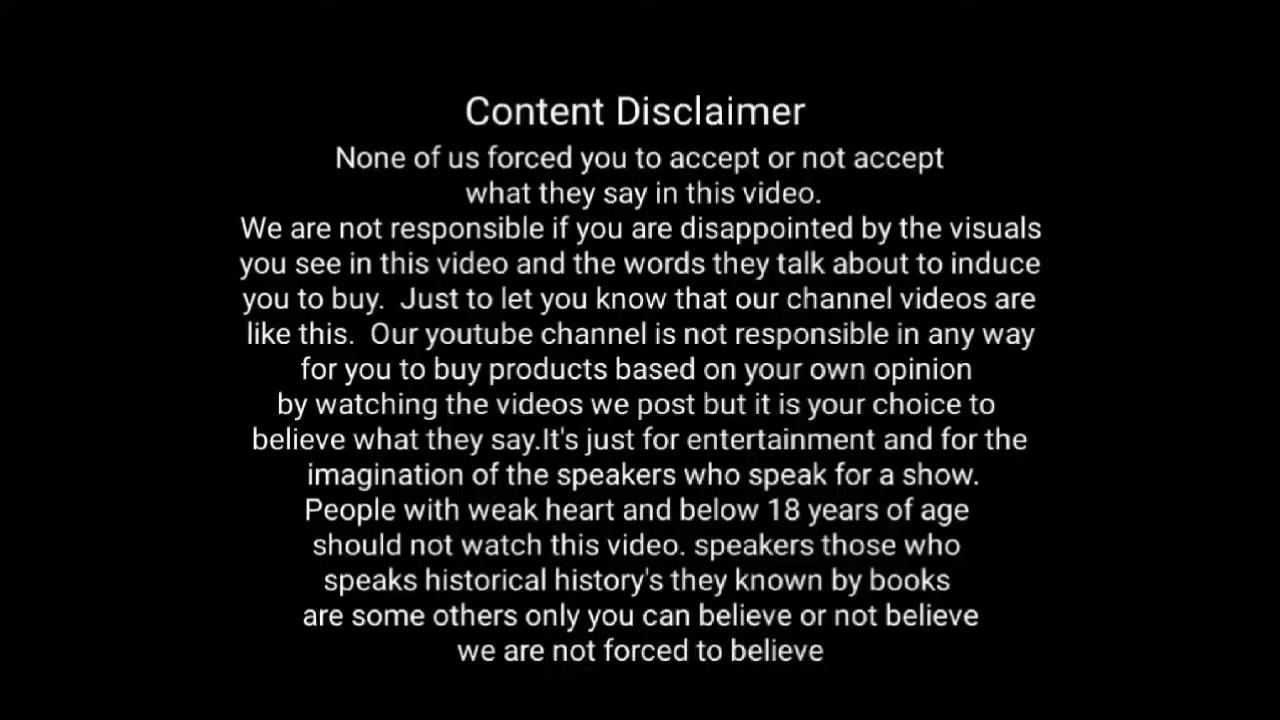 Content Disclaimer
None of us forced you to accept or not accept
what they say in this video.
We are not responsible if you are disappointed by the visuals
you see in this video and the words they talk about to induce
you to buy.  Just to let you know that our channel videos are
like this.  Our youtube channel is not responsible in any way
for you to buy products based on your own opinion
by watching the videos we post but it is your choice to
believe what they say.It's just for entertainment and for the
imagination of the speakers who speak for a show.
People with weak heart and below 18 years of age
should not watch this video. speakers those who
speaks historical history's they known by books
are some others only you can believe or not believe
we are not forced to believe